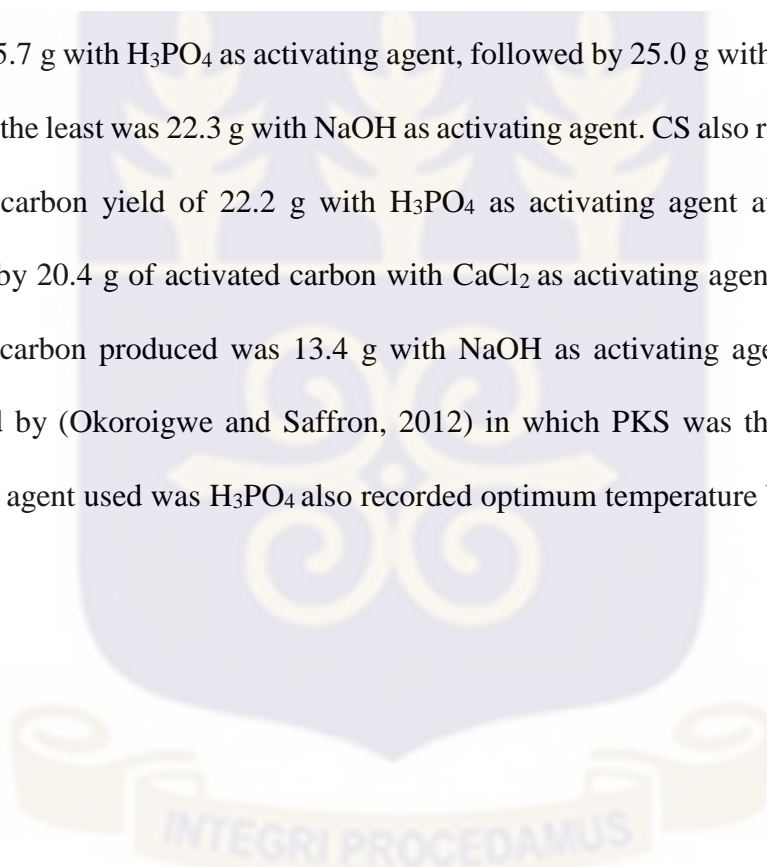 5.7 g with H₃PO₄ as activating agent, followed by 25.0 g with
the least was 22.3 g with NaOH as activating agent. CS also r
carbon yield of 22.2 g with H₃PO₄ as activating agent a
by 20.4 g of activated carbon with CaCl₂ as activating agen
carbon produced was 13.4 g with NaOH as activating age
by (Okoroigwe and Saffron, 2012) in which PKS was th
agent used was H₃PO₄ also recorded optimum temperature
INTEGRI PROCEDAMUS